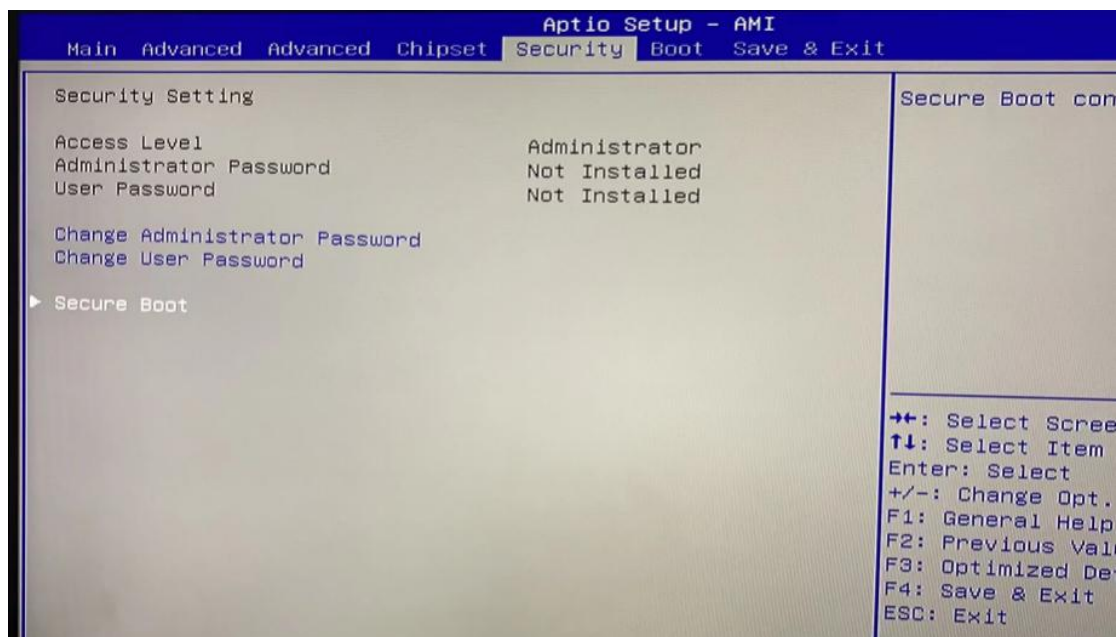 Aptio Setup - AMI
Main Advanced Advanced Chipset Security Boot Save & Exit
Security Setting
Access Level Administrator
Administrator Password Not Installed
User Password Not Installed
Change Administrator Password
Change User Password
Secure Boot
Secure Boot con
→←: Select Scree
↑↓: Select Item
Enter: Select
+/-: Change Opt.
F1: General Help
F2: Previous Val
F3: Optimized De
F4: Save & Exit
ESC: Exit